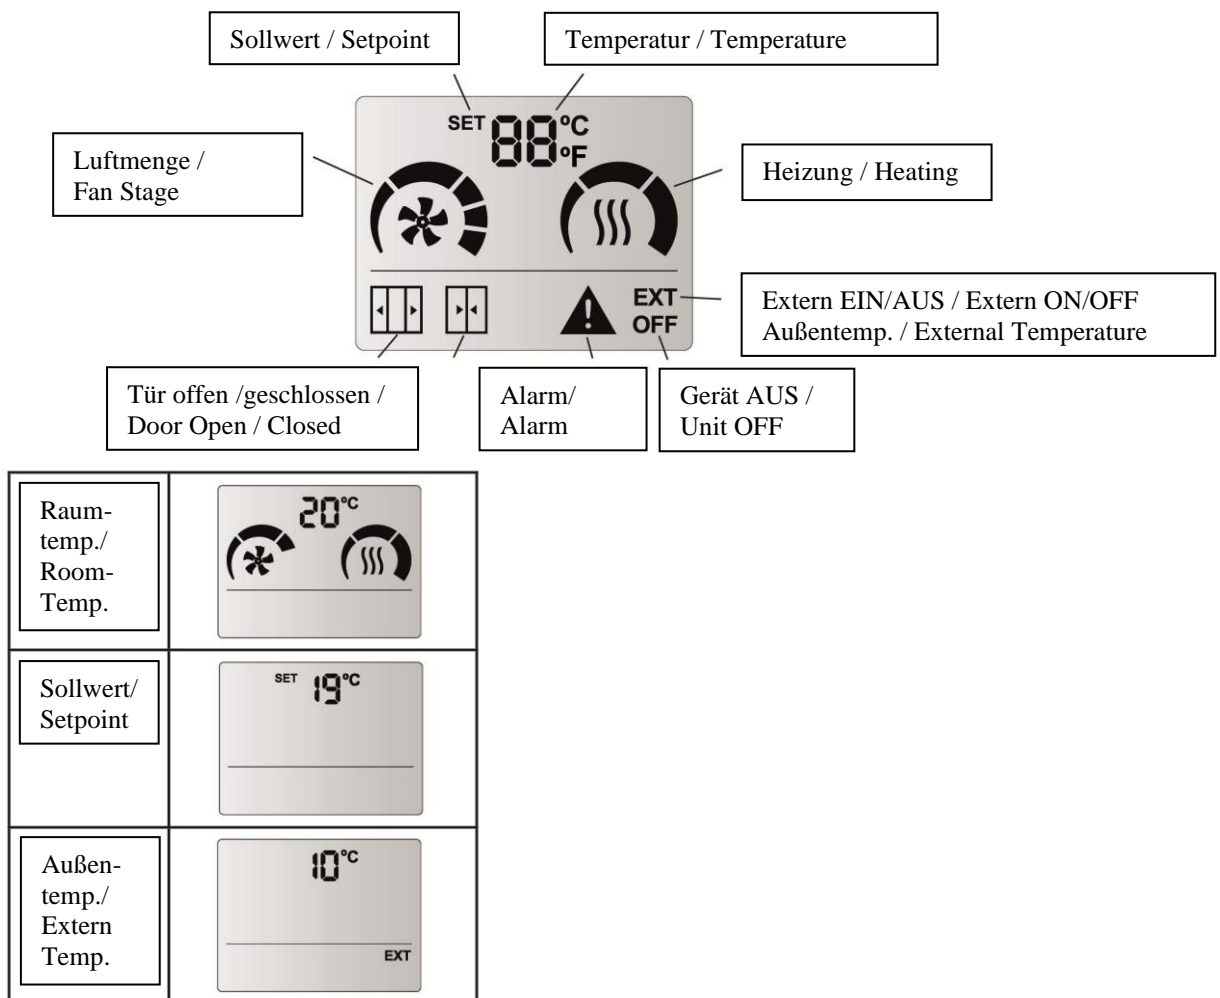 Sollwert / Setpoint
Temperatur / Temperature
SET 88 °C
°F
Luftmenge /
Fan Stage
Heizung / Heating
EXT
OFF
Extern EIN/AUS / Extern ON/OFF
Außentemp. / External Temperature
Tür offen /geschlossen /
Door Open / Closed
Alarm/
Alarm
Gerät AUS /
Unit OFF
Raum-
temp./
Room-
Temp.
20°C
Sollwert/
Setpoint
SET 19°C
Außen-
temp./
Extern
Temp.
10°C
EXT